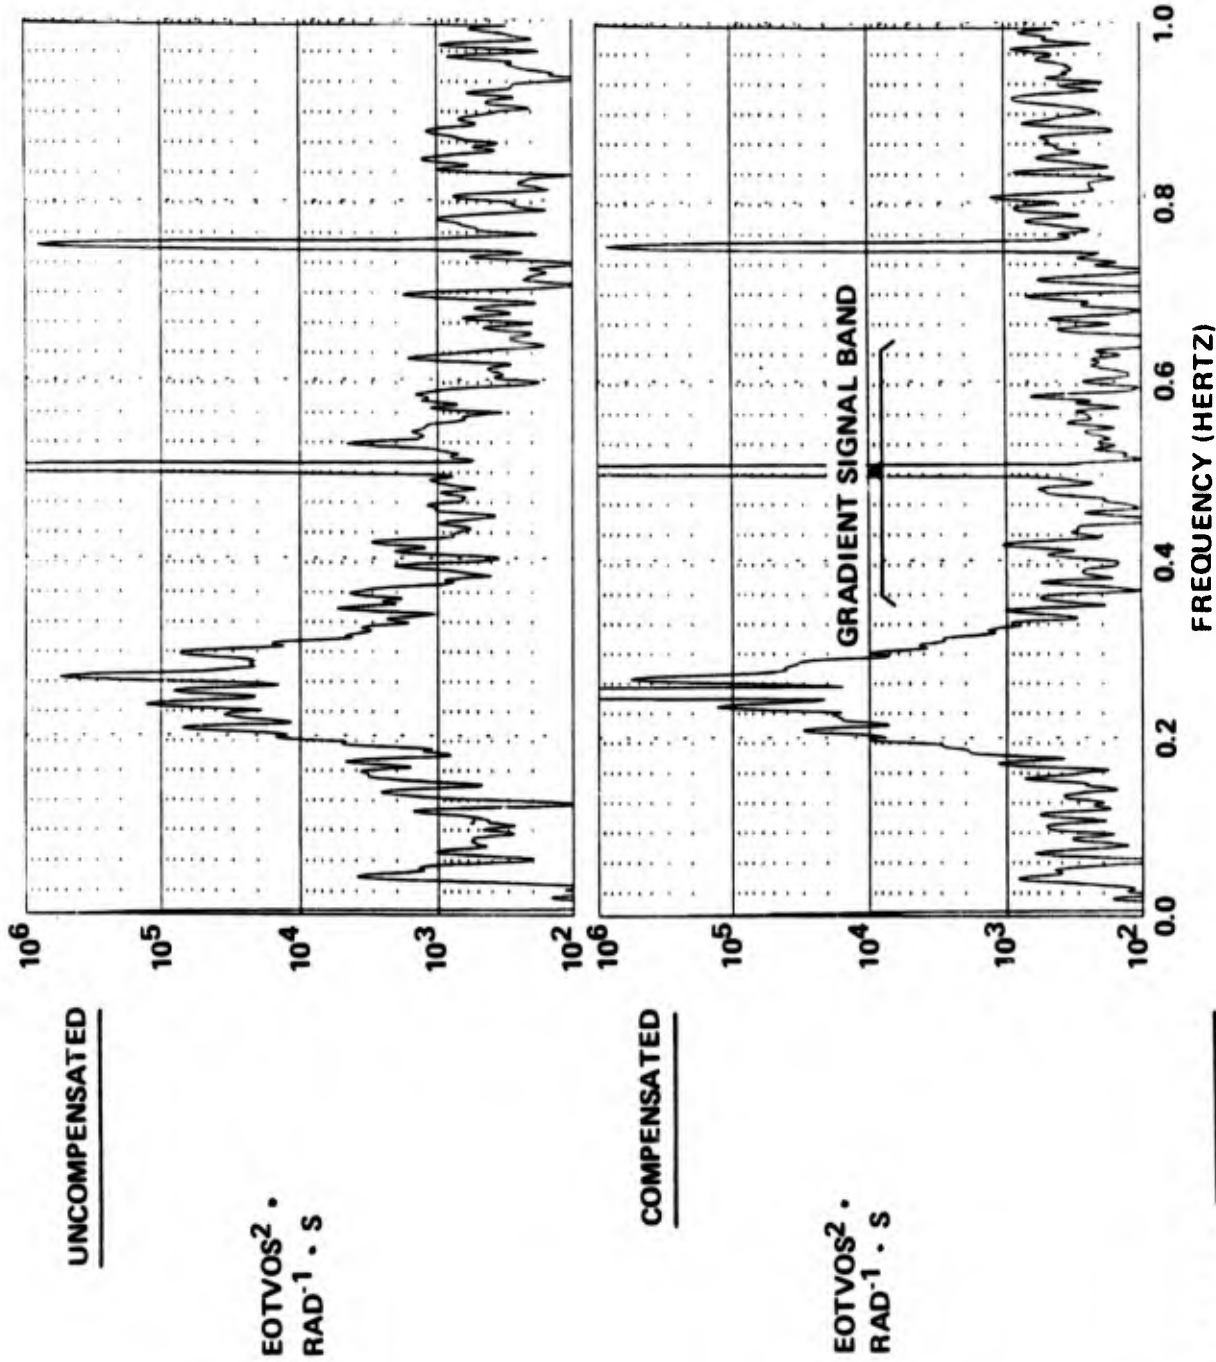 UNCOMPENSATED
EOTVOS² •
RAD⁻¹ • S
10⁶
10⁵
10⁴
10³
10²
COMPENSATED
EOTVOS² •
RAD⁻¹ • S
10⁶
10⁵
10⁴
10³
10²
GRADIENT SIGNAL BAND
0.0
0.2
0.4
0.6
0.8
1.0
FREQUENCY (HERTZ)